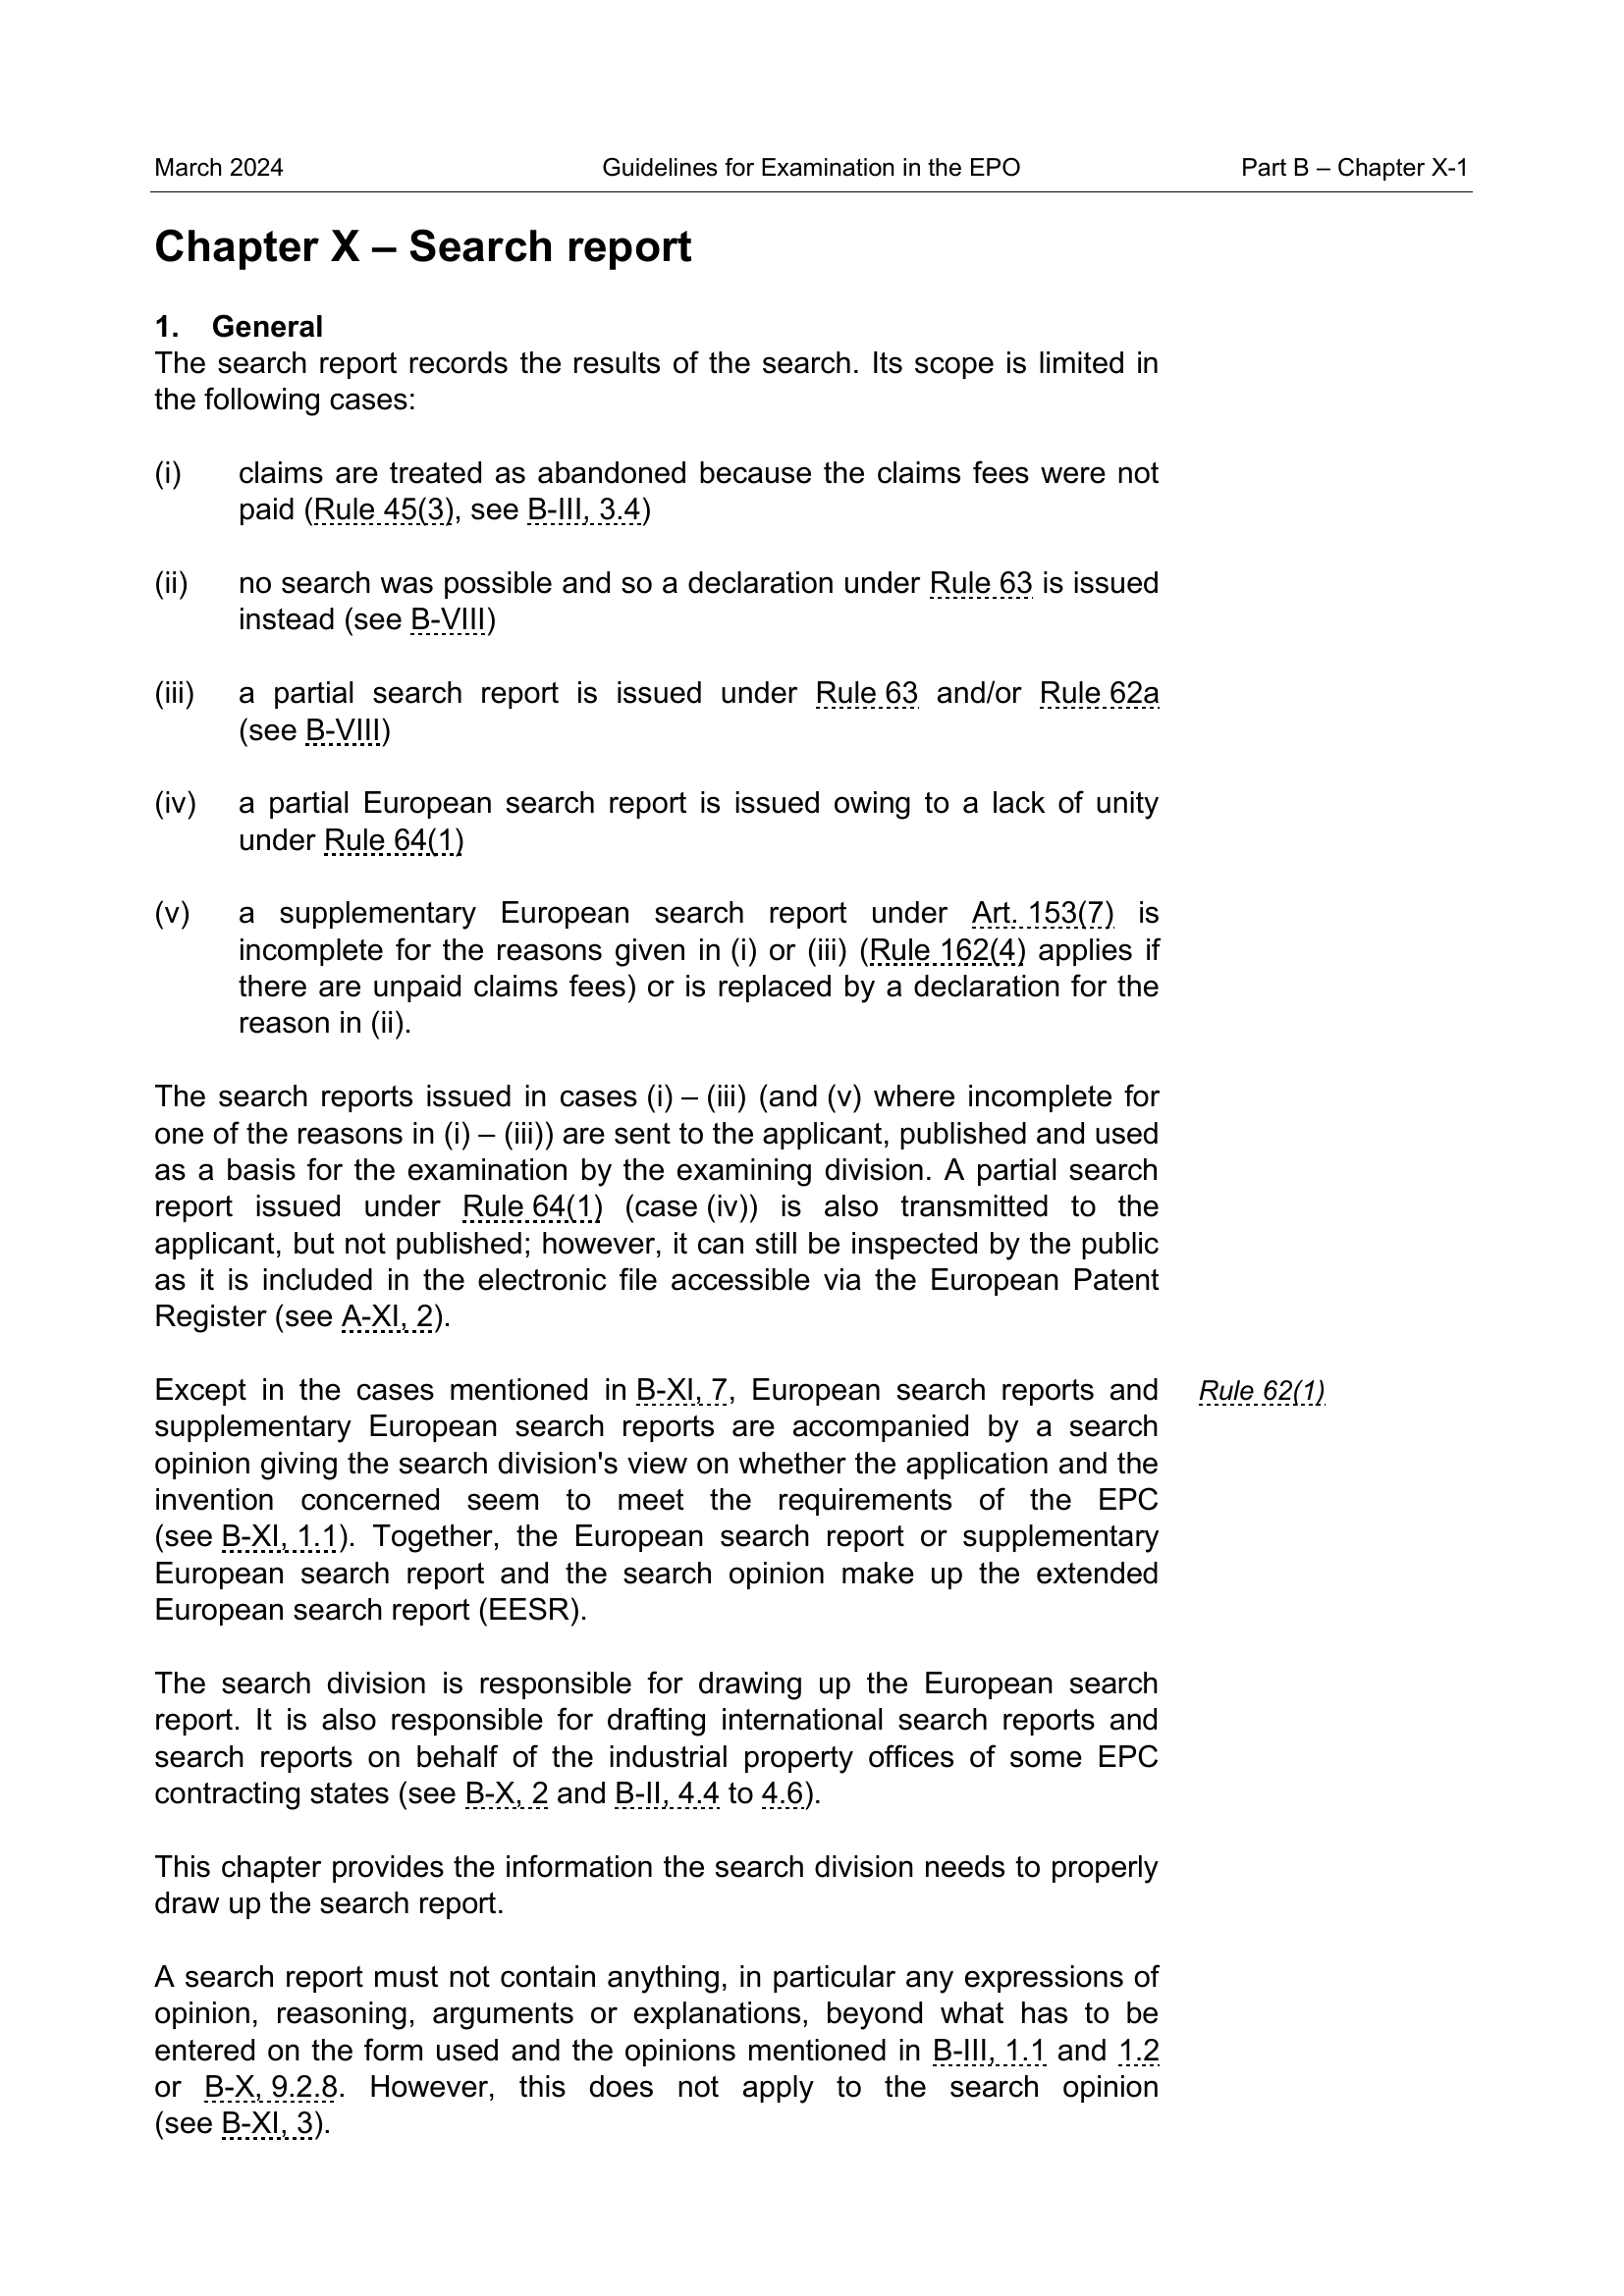 March 2024 Guidelines for Examination in the EPO Part B – Chapter X-1
Chapter X – Search report
1. General
The search report records the results of the search. Its scope is limited in
the following cases:
(i) claims are treated as abandoned because the claims fees were not
paid (Rule 45(3), see B-III, 3.4)
(ii) no search was possible and so a declaration under Rule 63 is issued
instead (see B-VIII)
(iii) a partial search report is issued under Rule 63 and/or Rule 62a
(see B-VIII)
(iv) a partial European search report is issued owing to a lack of unity
under Rule 64(1)
(v) a supplementary European search report under Art. 153(7) is
incomplete for the reasons given in (i) or (iii) (Rule 162(4) applies if
there are unpaid claims fees) or is replaced by a declaration for the
reason in (ii).
The search reports issued in cases (i) – (iii) (and (v) where incomplete for
one of the reasons in (i) – (iii)) are sent to the applicant, published and used
as a basis for the examination by the examining division. A partial search
report issued under Rule 64(1) (case (iv)) is also transmitted to the
applicant, but not published; however, it can still be inspected by the public
as it is included in the electronic file accessible via the European Patent
Register (see A-XI, 2).
Except in the cases mentioned in B-XI, 7, European search reports and Rule 62(1)
supplementary European search reports are accompanied by a search
opinion giving the search division's view on whether the application and the
invention concerned seem to meet the requirements of the EPC
(see B-XI, 1.1). Together, the European search report or supplementary
European search report and the search opinion make up the extended
European search report (EESR).
The search division is responsible for drawing up the European search
report. It is also responsible for drafting international search reports and
search reports on behalf of the industrial property offices of some EPC
contracting states (see B-X, 2 and B-II, 4.4 to 4.6).
This chapter provides the information the search division needs to properly
draw up the search report.
A search report must not contain anything, in particular any expressions of
opinion, reasoning, arguments or explanations, beyond what has to be
entered on the form used and the opinions mentioned in B-III, 1.1 and 1.2
or B-X, 9.2.8. However, this does not apply to the search opinion
(see B-XI, 3).